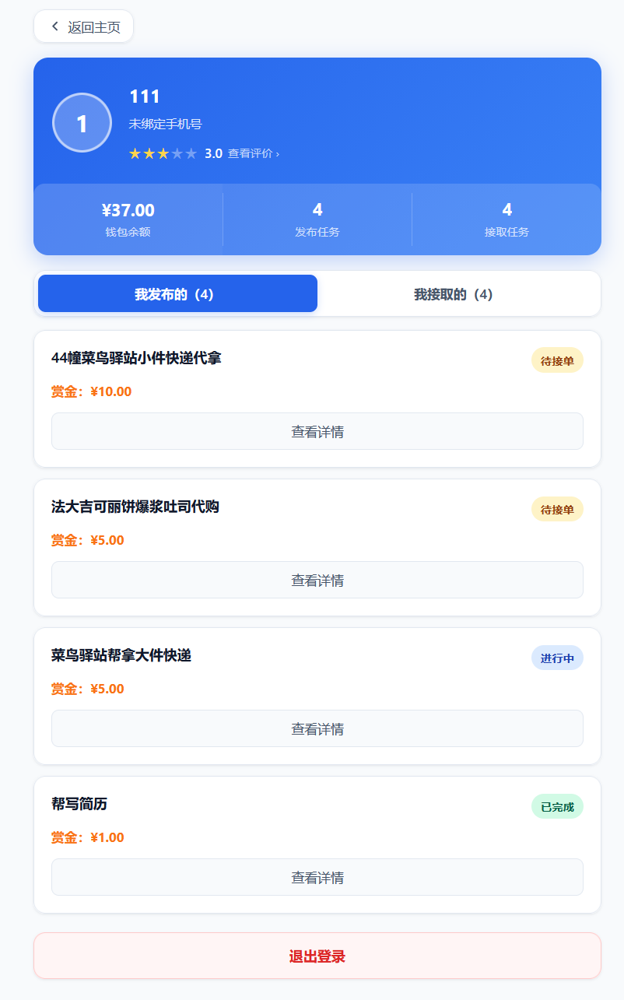 返回主页
1
111
未绑定手机号
★★★★★ 3.0 查看评价 ›
¥37.00
钱包余额
4
发布任务
4
接取任务
我发布的（4）
我接取的（4）
44幢菜鸟驿站小件快递代拿
待接单
赏金：¥10.00
查看详情
法大吉可丽饼爆浆吐司代购
待接单
赏金：¥5.00
查看详情
菜鸟驿站帮拿大件快递
进行中
赏金：¥5.00
查看详情
帮写简历
已完成
赏金：¥1.00
查看详情
退出登录